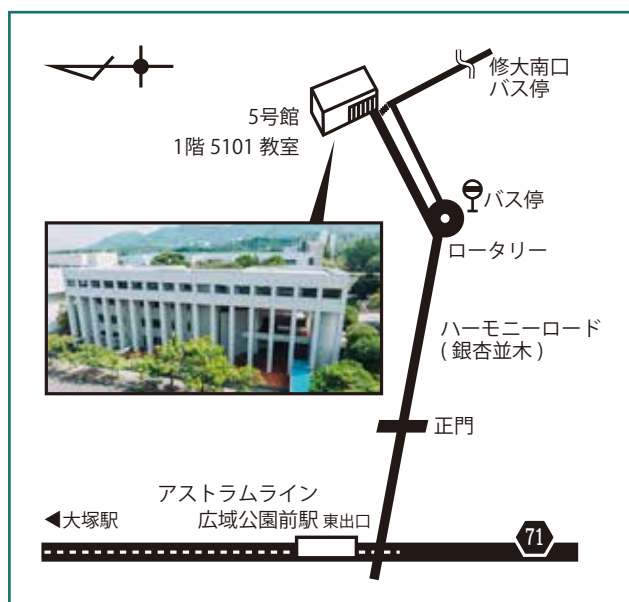 修大南口
バス停
5号館
1階 5101 教室
バス停
ロータリー
ハーモニーロード
( 銀杏並木 )
正門
アストラムライン
◀大塚駅
広域公園前駅 東出口
71